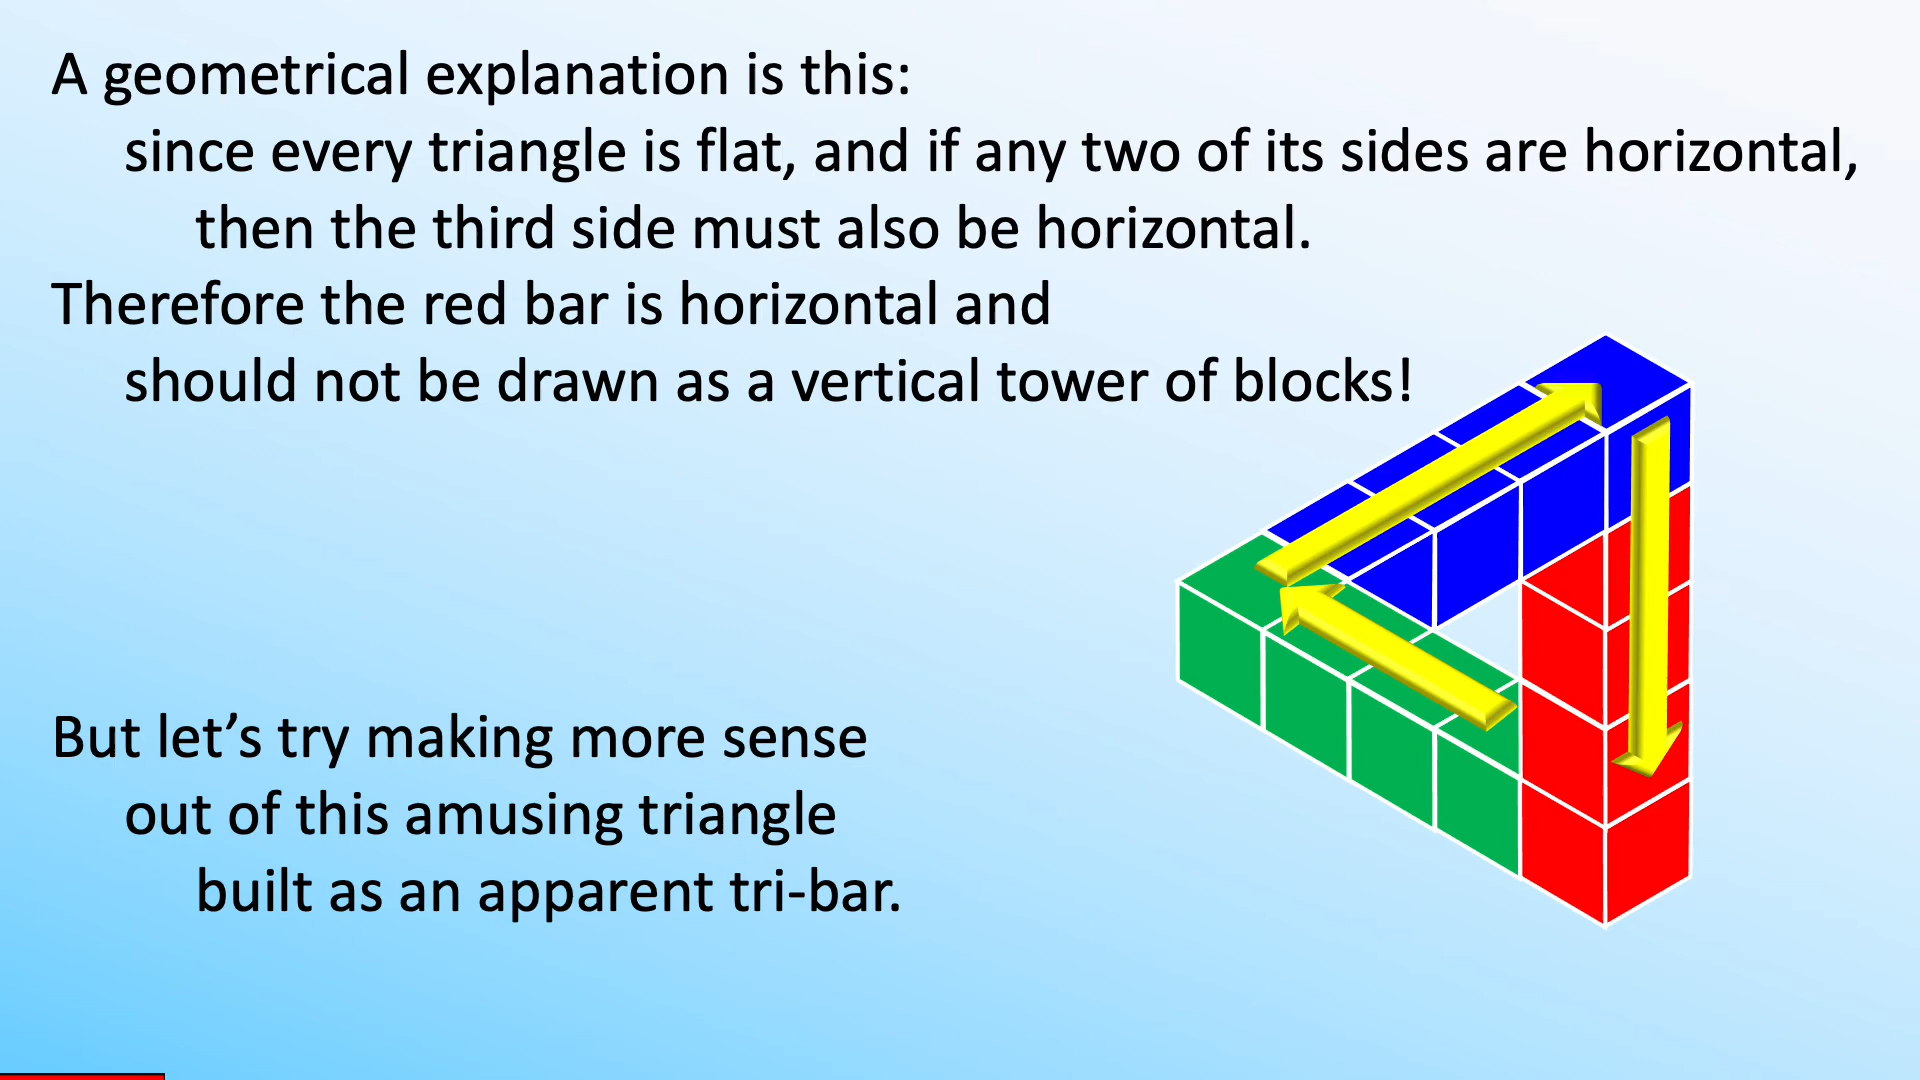 A geometrical explanation is this:
since every triangle is flat, and if any two of its sides are horizontal,
then the third side must also be horizontal.
Therefore the red bar is horizontal and
should not be drawn as a vertical tower of blocks!
But let’s try making more sense
out of this amusing triangle
built as an apparent tri-bar.